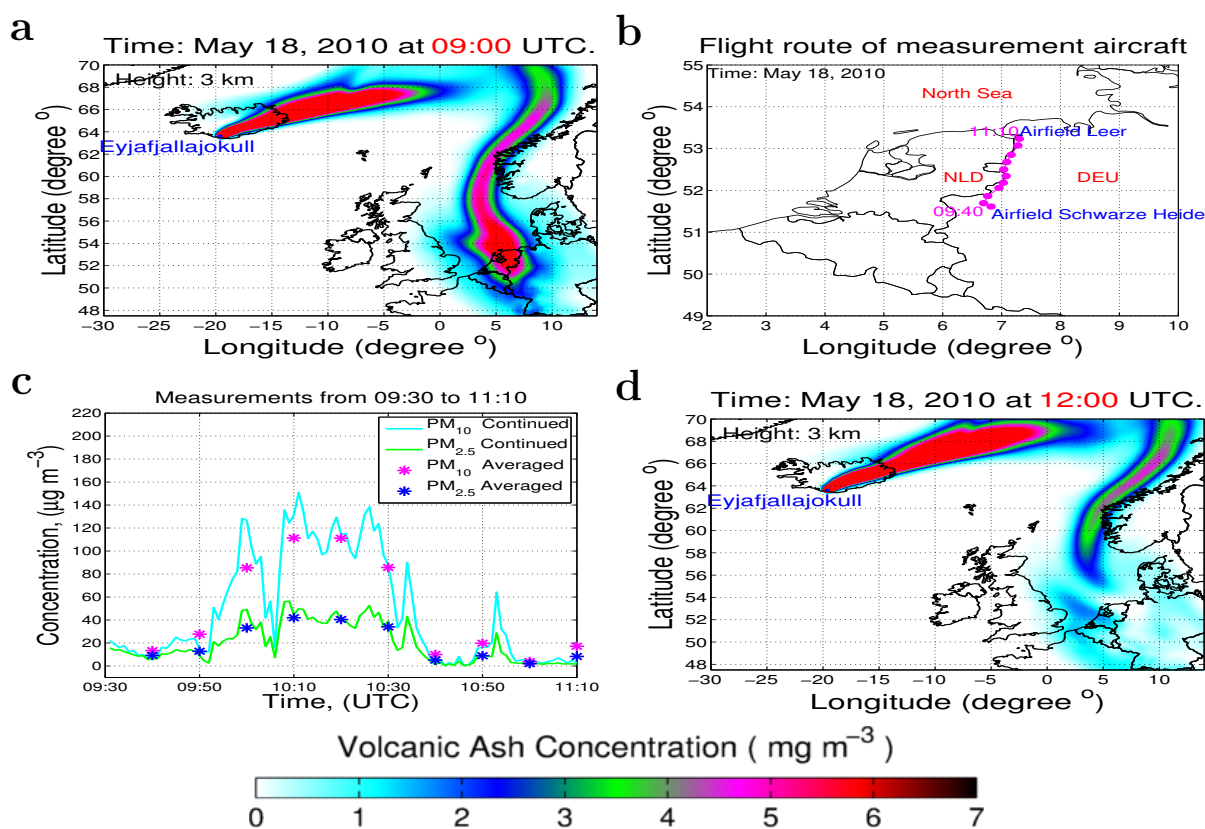 a
Time: May 18, 2010 at 09:00 UTC.
Height: 3 km
Eyjafjallajokull
70
68
66
64
62
60
58
56
54
52
50
48
−30 −25 −20 −15 −10 −5 0 5 10
Latitude (degree °)
Longitude (degree °)
b
Flight route of measurement aircraft
Time: May 18, 2010
North Sea
11:10 Airfield Leer
NLD DEU
09:40 Airfield Schwarze Heide
55
54
53
52
51
50
49
2 3 4 5 6 7 8 9 10
Latitude (degree °)
Longitude (degree °)
c
Measurements from 09:30 to 11:10
PM10 Continued
PM2.5 Continued
PM10 Averaged
PM2.5 Averaged
220
200
180
160
140
120
100
80
60
40
20
0
09:30 09:50 10:10 10:30 10:50 11:10
Concentration, (µg m−3)
Time, (UTC)
d
Time: May 18, 2010 at 12:00 UTC.
Height: 3 km
Eyjafjallajokull
70
68
66
64
62
60
58
56
54
52
50
48
−30 −25 −20 −15 −10 −5 0 5 10
Latitude (degree °)
Longitude (degree °)
Volcanic Ash Concentration ( mg m−3 )
0 1 2 3 4 5 6 7